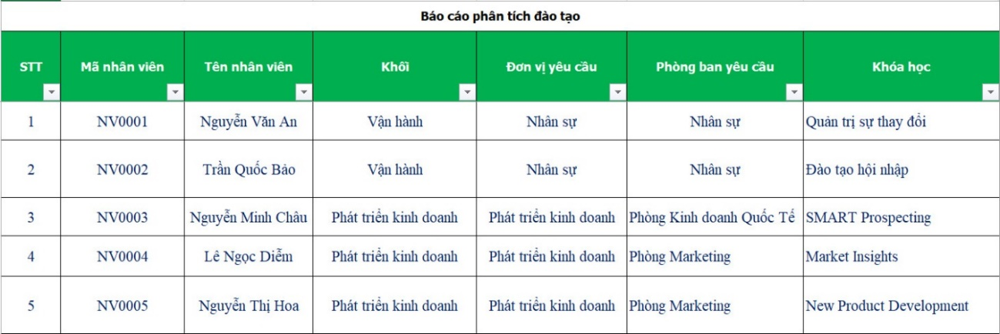 Báo cáo phân tích đào tạo
STT Mã nhân viên Tên nhân viên Khối Đơn vị yêu cầu Phòng ban yêu cầu Khóa học
1 NV0001 Nguyễn Văn An Vận hành Nhân sự Nhân sự Quản trị sự thay đổi
2 NV0002 Trần Quốc Bảo Vận hành Nhân sự Nhân sự Đào tạo hội nhập
3 NV0003 Nguyễn Minh Châu Phát triển kinh doanh Phát triển kinh doanh Phòng Kinh doanh Quốc Tế SMART Prospecting
4 NV0004 Lê Ngọc Diễm Phát triển kinh doanh Phát triển kinh doanh Phòng Marketing Market Insights
5 NV0005 Nguyễn Thị Hoa Phát triển kinh doanh Phát triển kinh doanh Phòng Marketing New Product Development